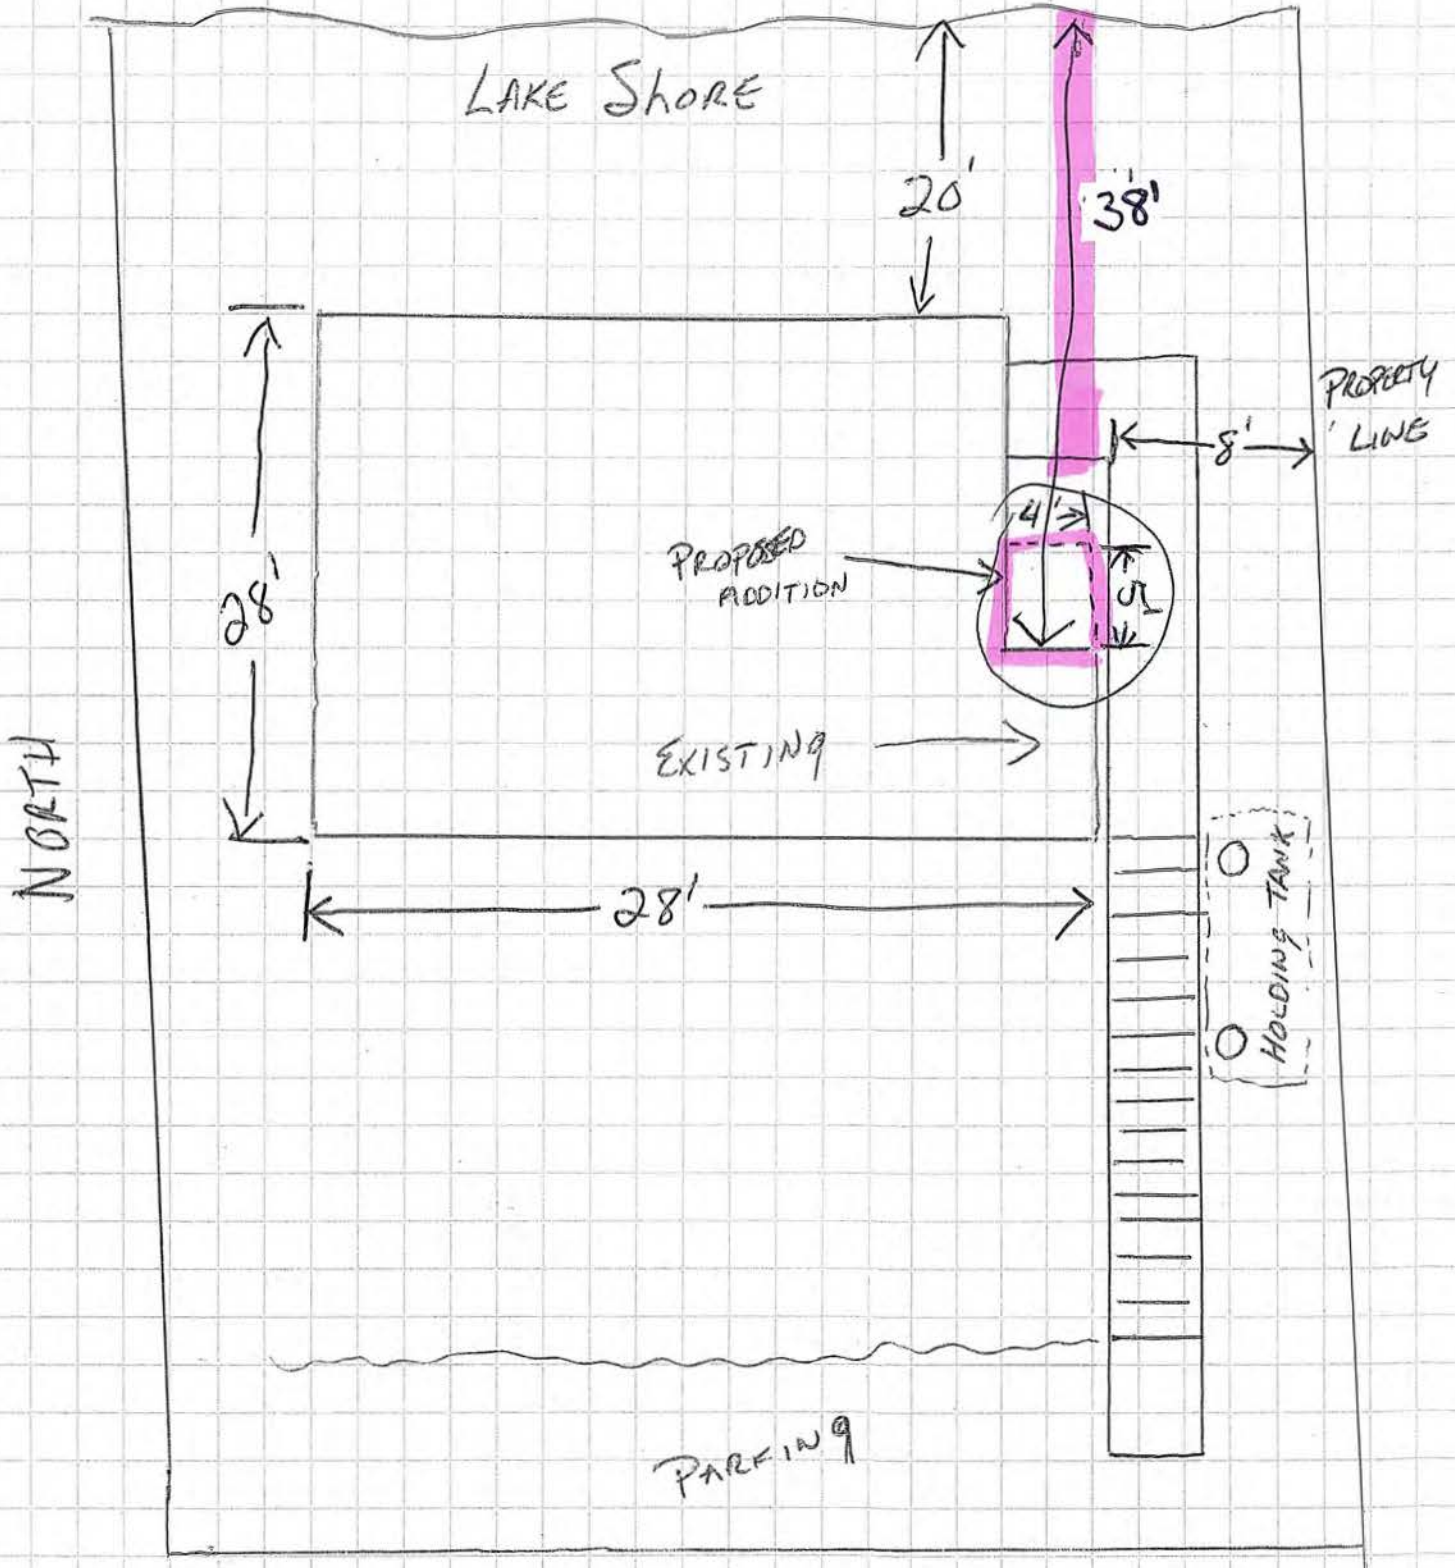 LAKE ShORE
20'
38'
PROPERTY
LINE
8'
4'
PROPOSED
ADDITION
5'
28'
EXISTING
NORTH
28'
HOLDING TANK
PARKING